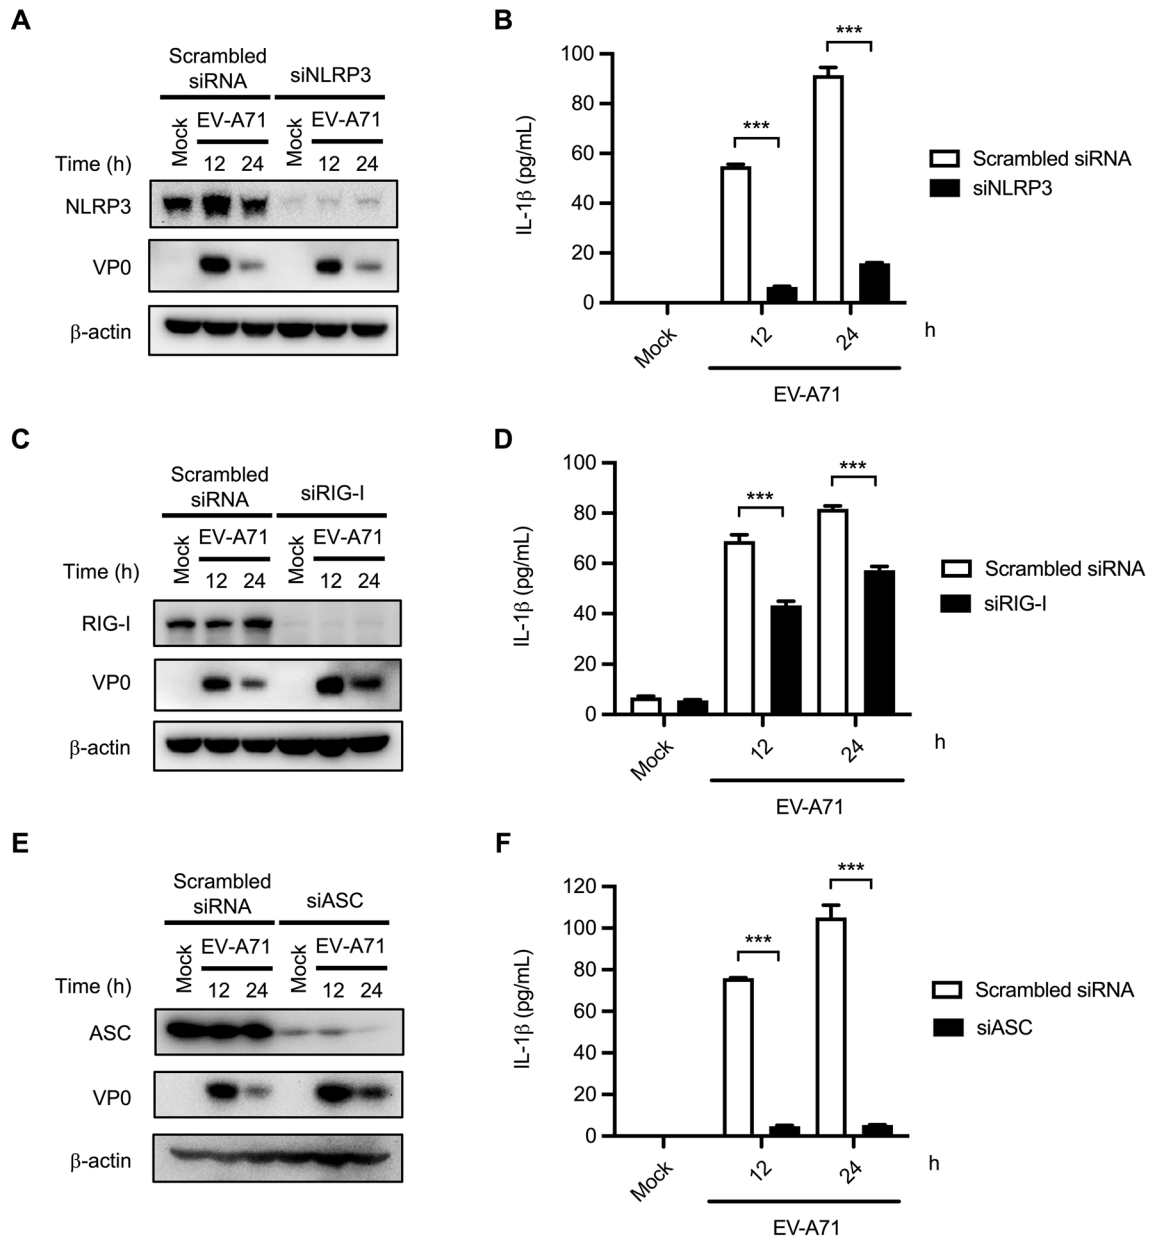 A
Scrambled
siRNA
siNLRP3
Mock
EV-A71
Mock
EV-A71
Time (h)
12
24
12
24
NLRP3
VP0
β-actin
B
IL-1β (pg/mL)
100
80
60
40
20
0
***
***
Scrambled siRNA
siNLRP3
Mock
12
24
h
EV-A71
C
Scrambled
siRNA
siRIG-I
Mock
EV-A71
Mock
EV-A71
Time (h)
12
24
12
24
RIG-I
VP0
β-actin
D
IL-1β (pg/mL)
100
80
60
40
20
0
***
***
Scrambled siRNA
siRIG-I
Mock
12
24
h
EV-A71
E
Scrambled
siRNA
siASC
Mock
EV-A71
Mock
EV-A71
Time (h)
12
24
12
24
ASC
VP0
β-actin
F
IL-1β (pg/mL)
120
100
80
60
40
20
0
***
***
Scrambled siRNA
siASC
Mock
12
24
h
EV-A71